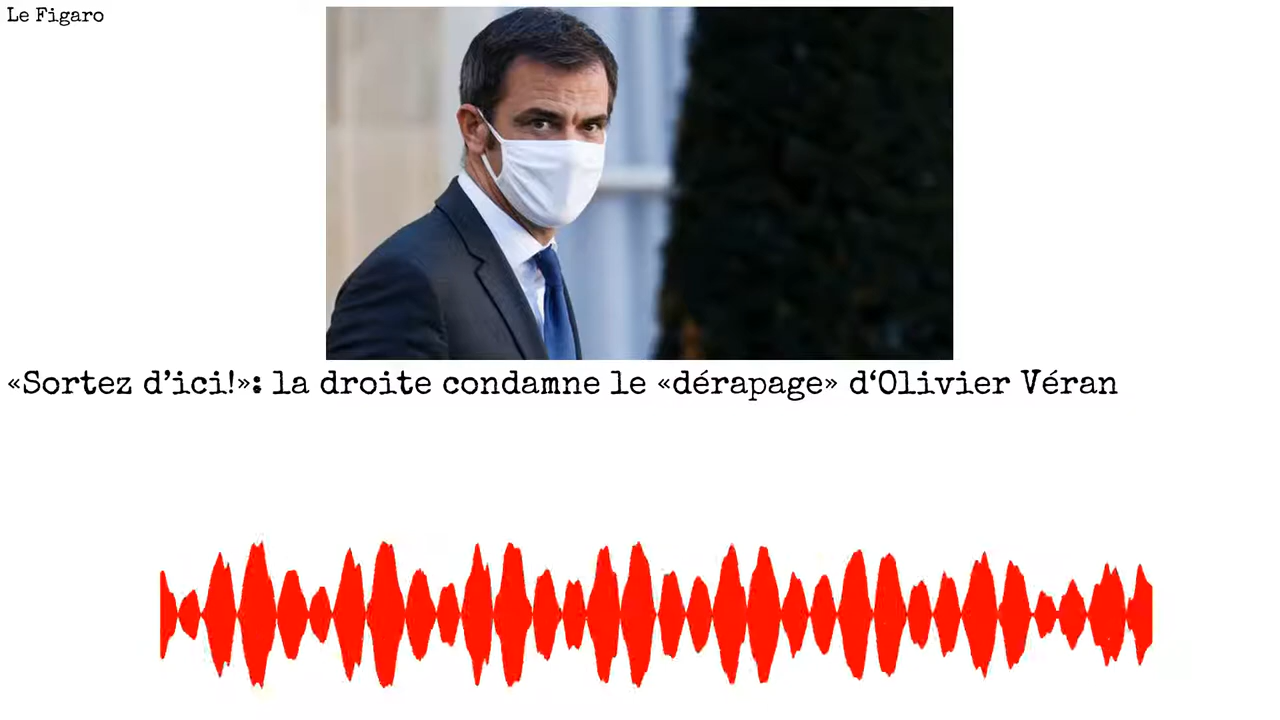 Le Figaro
«Sortez d’ici!»: la droite condamne le «dérapage» d‘Olivier Véran